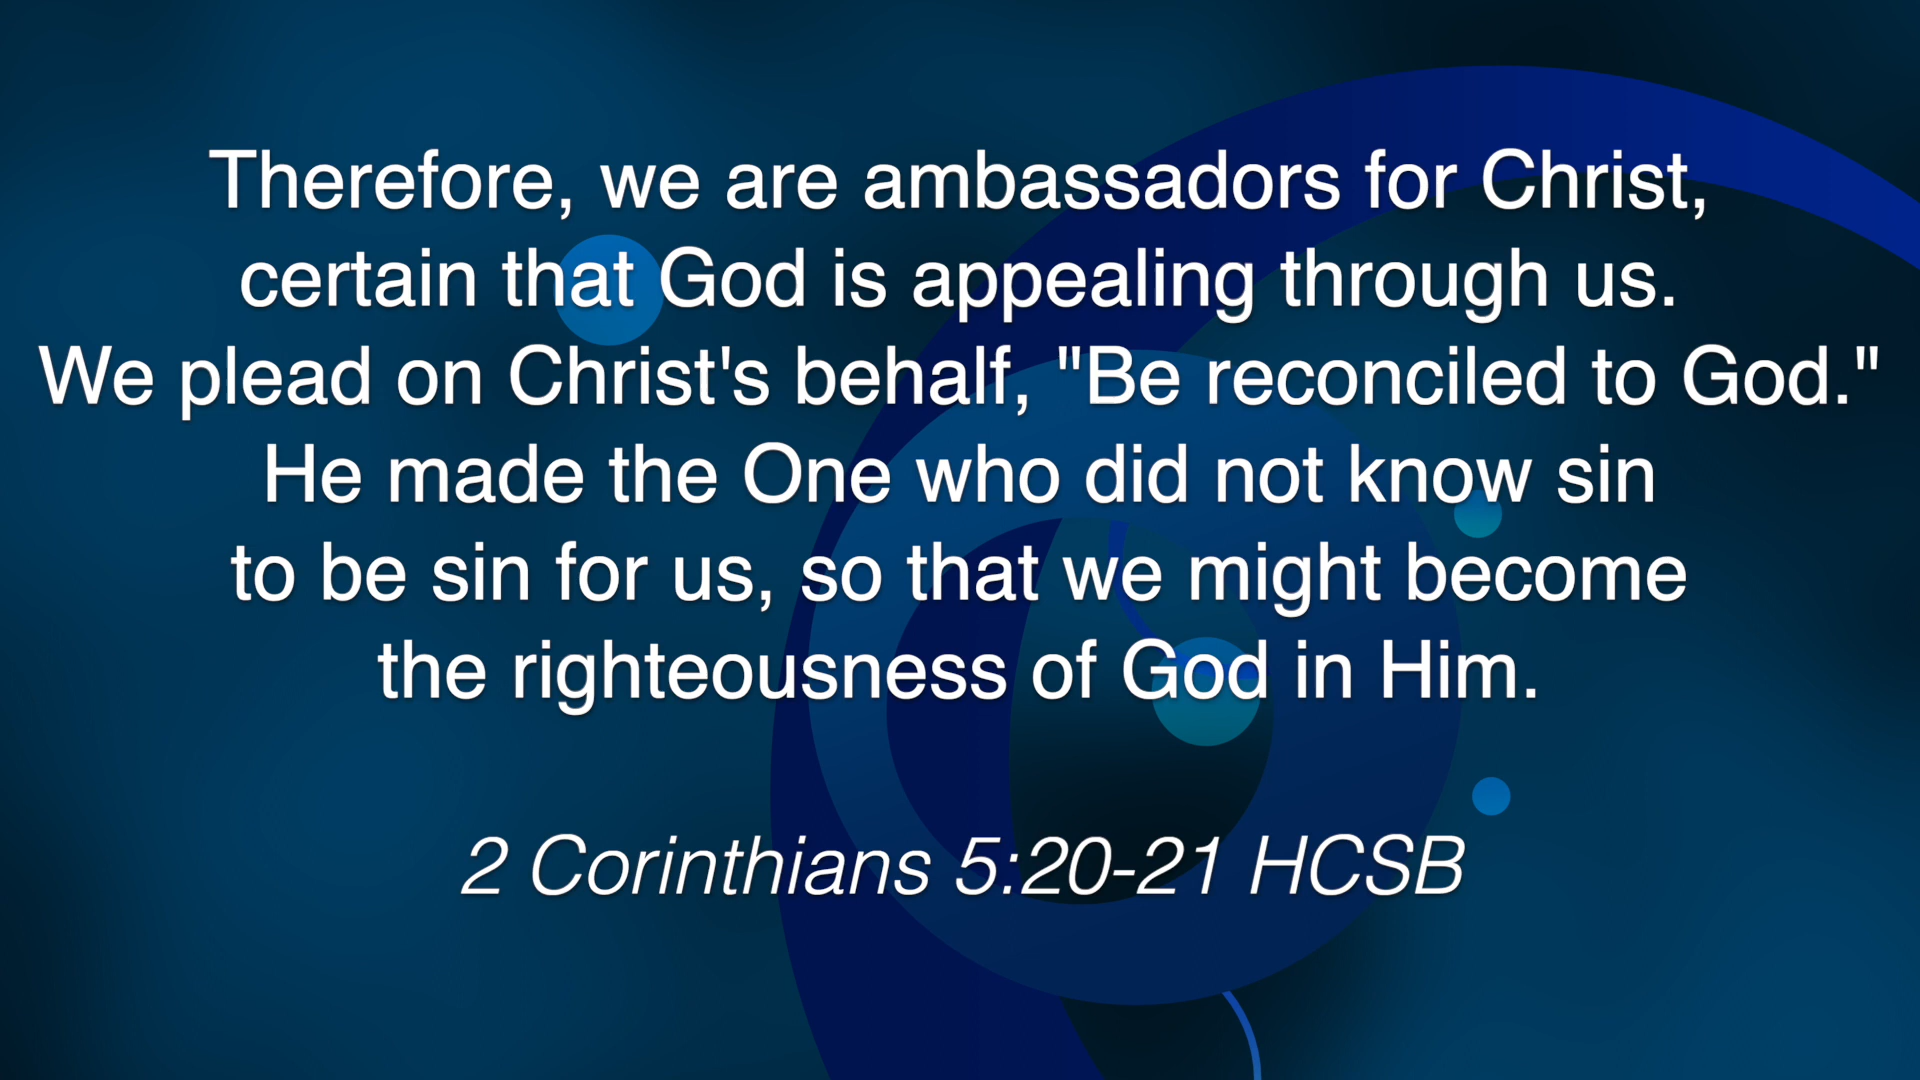 Therefore, we are ambassadors for Christ,
certain that God is appealing through us.
We plead on Christ's behalf, "Be reconciled to God."
He made the One who did not know sin
to be sin for us, so that we might become
the righteousness of God in Him.
2 Corinthians 5:20-21 HCSB